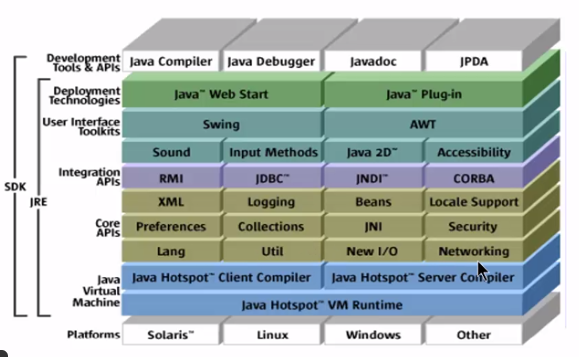 Development Tools & APIs
Java Compiler Java Debugger Javadoc JPDA
Deployment Technologies
Java™ Web Start Java™ Plug-in
User Interface Toolkits
Swing AWT
Sound Input Methods Java 2D™ Accessibility
Integration APIs
RMI JDBC™ JNDI™ CORBA
SDK
JRE
XML Logging Beans Locale Support
Core APIs
Preferences Collections JNI Security
Lang Util New I/O Networking
Java Virtual Machine
Java Hotspot™ Client Compiler Java Hotspot™ Server Compiler
Java Hotspot™ VM Runtime
Platforms
Solaris™ Linux Windows Other